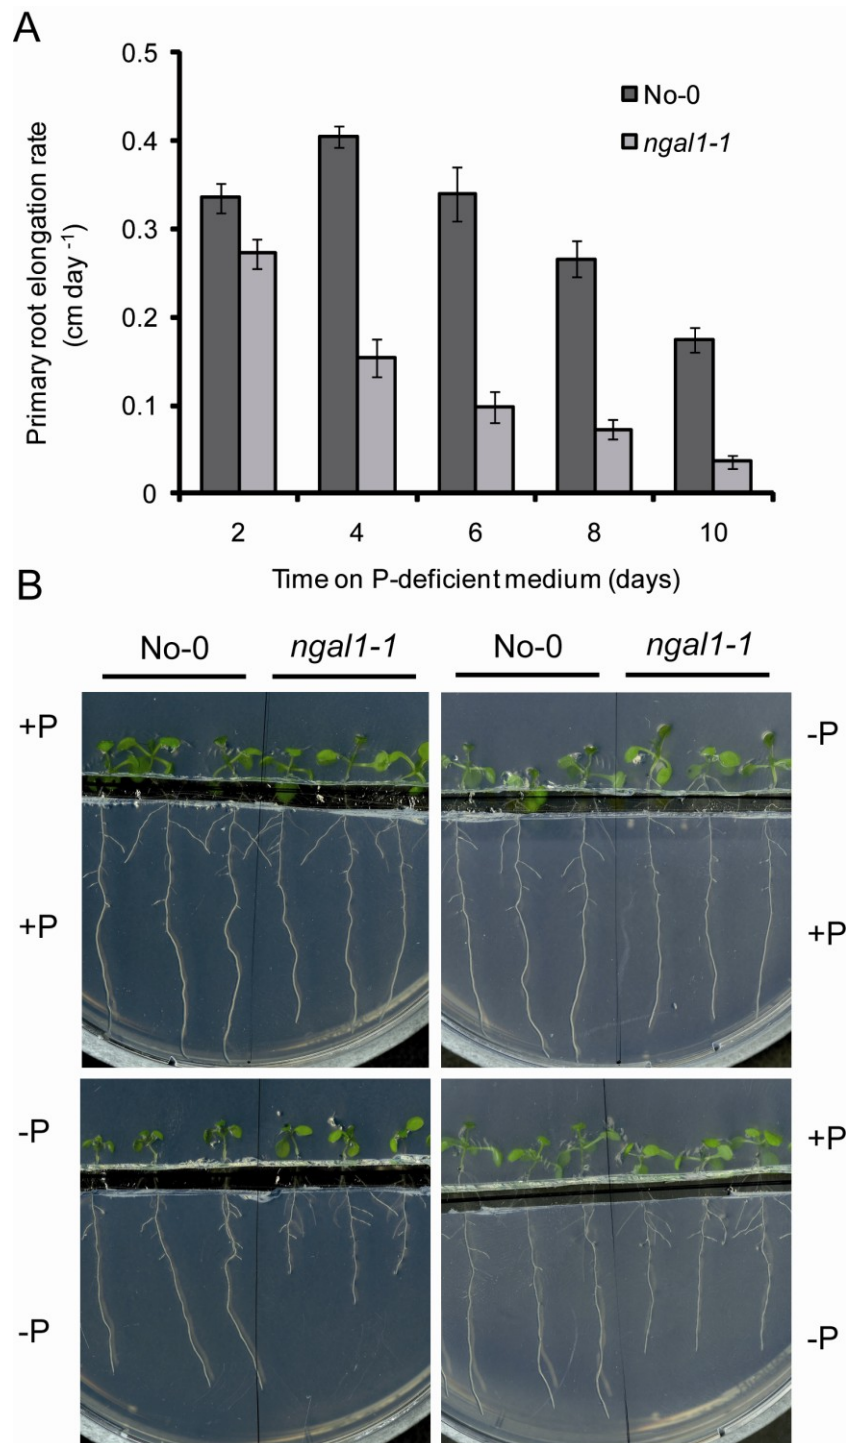 A
0.5
0.4
0.3
0.2
0.1
0
Primary root elongation rate
(cm day ⁻¹)
No-0
ngal1-1
2 4 6 8 10
Time on P-deficient medium (days)
B
No-0 ngal1-1 No-0 ngal1-1
+P -P
+P +P
-P +P
-P -P